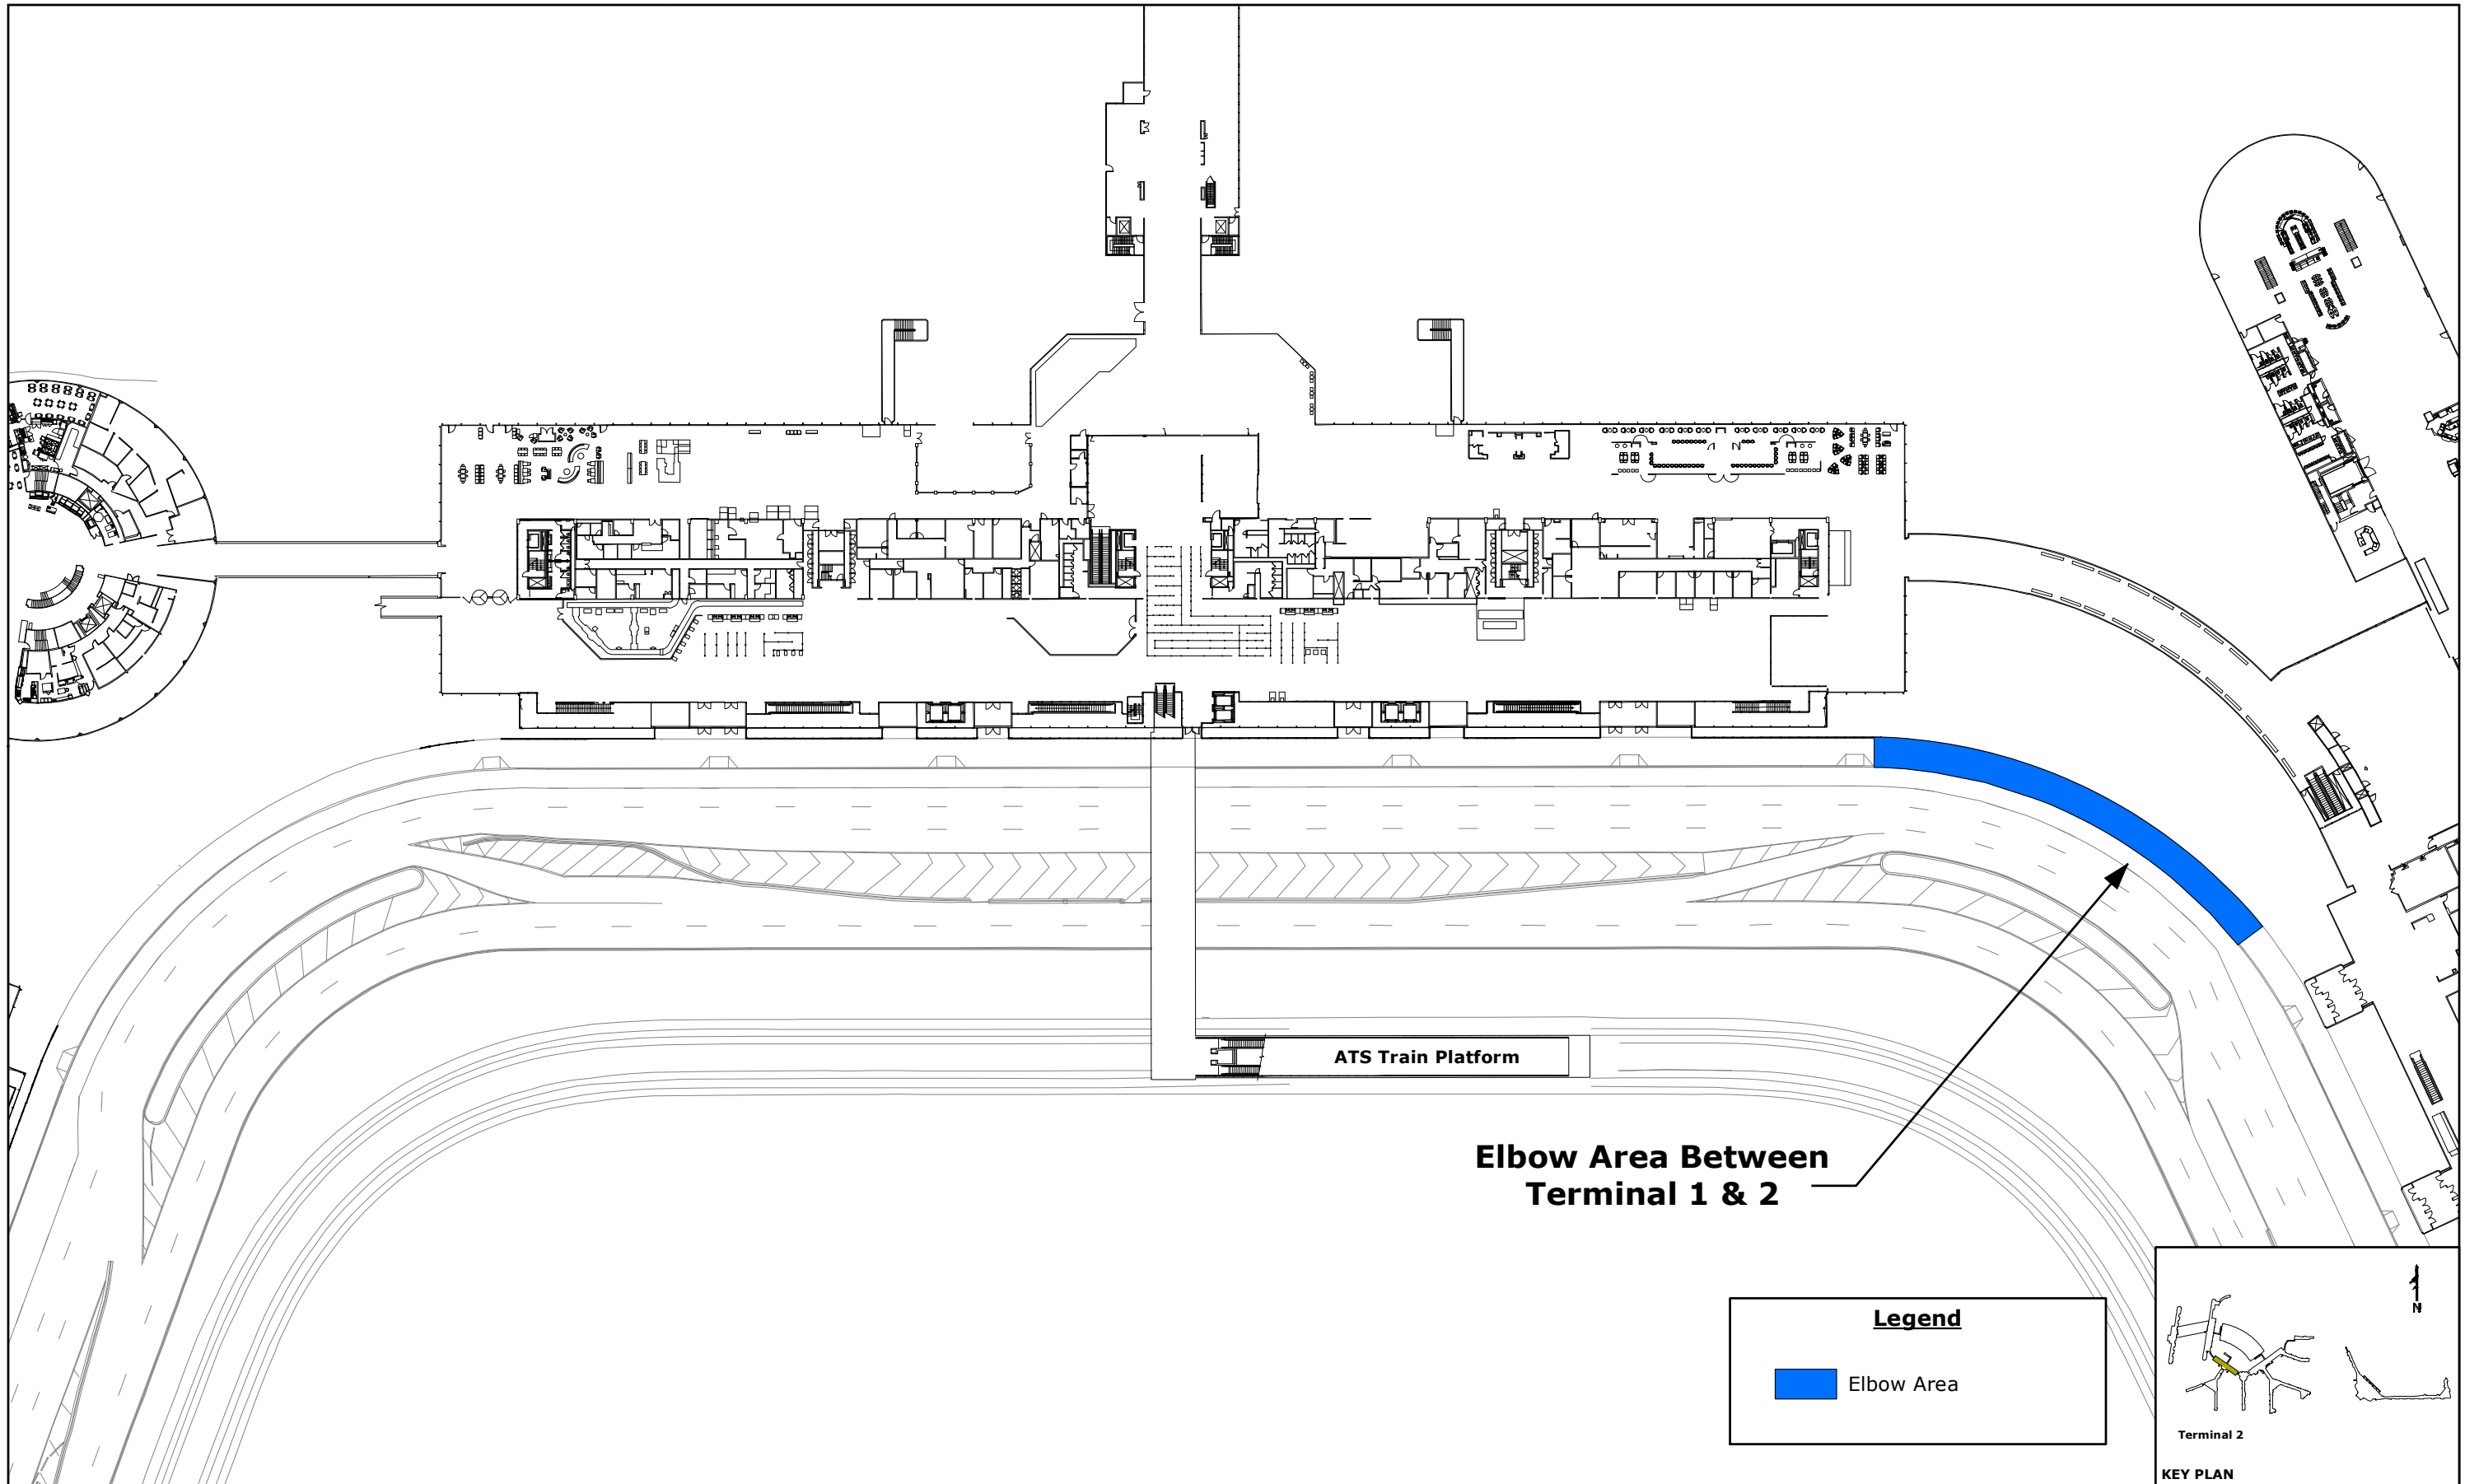 ATS Train Platform
Elbow Area Between
Terminal 1 & 2
Legend
Elbow Area
N
Terminal 2
KEY PLAN